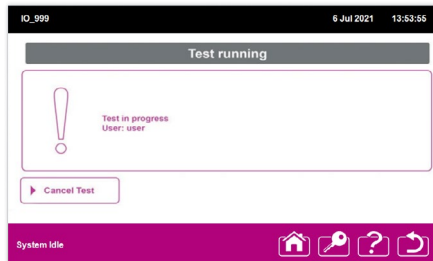 IO_999 6 Jul 2021 13:53:55
Test running
Test in progress
User: user
Cancel Test
System Idle